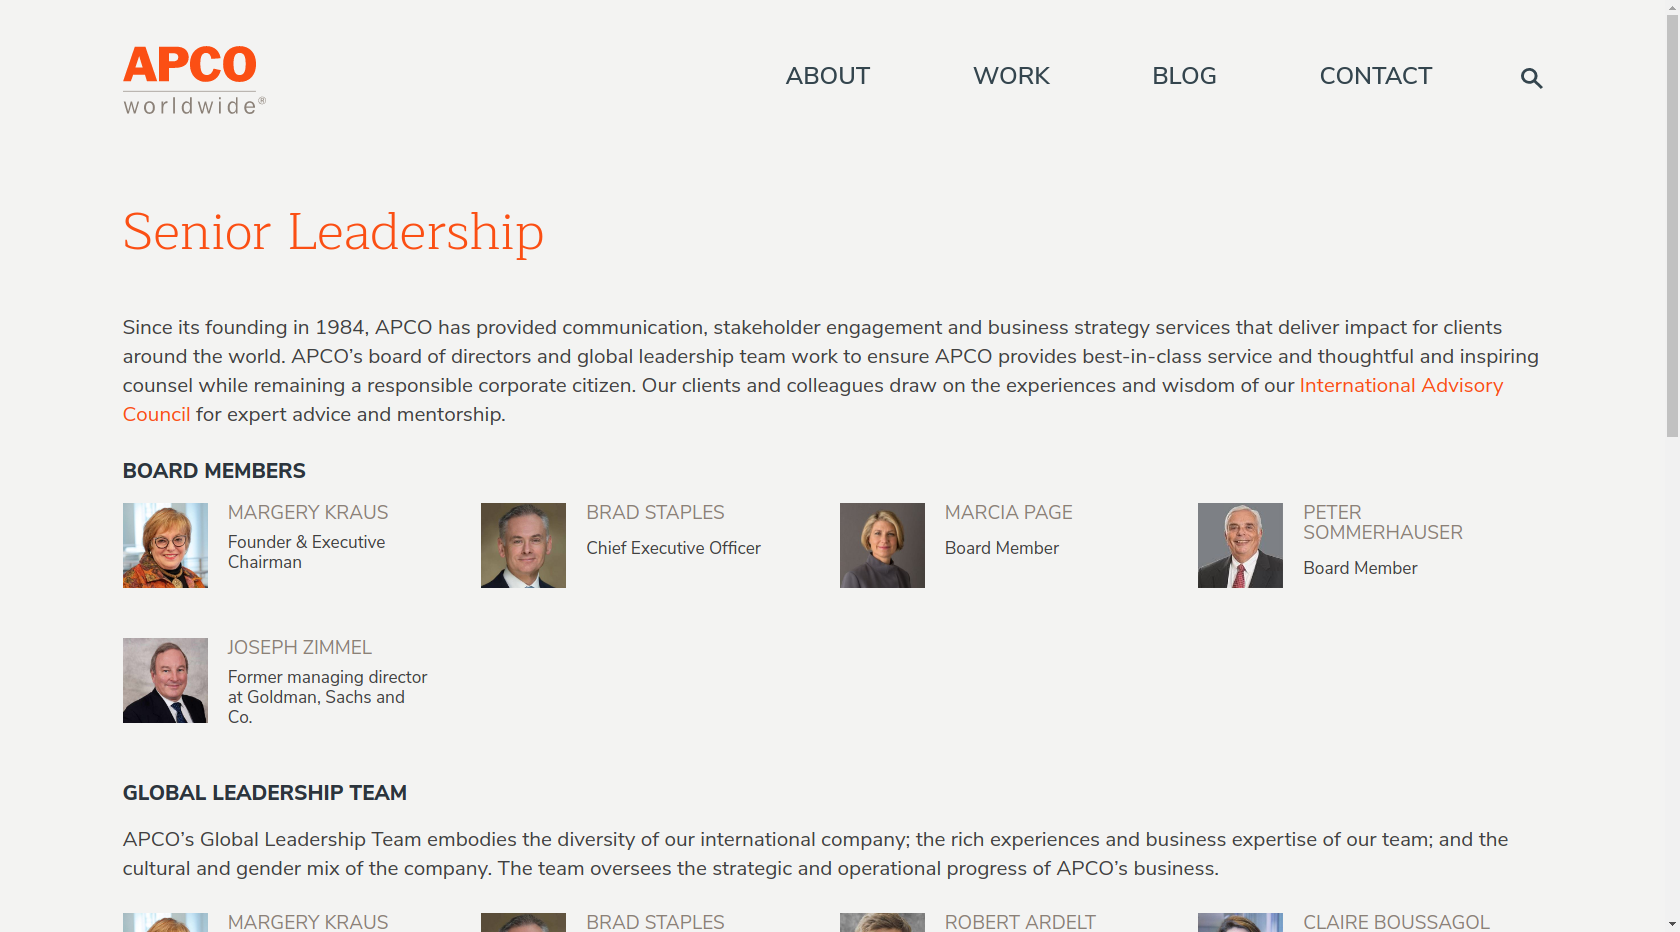 APCO
worldwide®
ABOUT
WORK
BLOG
CONTACT
Senior Leadership
Since its founding in 1984, APCO has provided communication, stakeholder engagement and business strategy services that deliver impact for clients
around the world. APCO’s board of directors and global leadership team work to ensure APCO provides best-in-class service and thoughtful and inspiring
counsel while remaining a responsible corporate citizen. Our clients and colleagues draw on the experiences and wisdom of our International Advisory
Council for expert advice and mentorship.
BOARD MEMBERS
MARGERY KRAUS
Founder & Executive
Chairman
BRAD STAPLES
Chief Executive Officer
MARCIA PAGE
Board Member
PETER
SOMMERHAUSER
Board Member
JOSEPH ZIMMEL
Former managing director
at Goldman, Sachs and
Co.
GLOBAL LEADERSHIP TEAM
APCO’s Global Leadership Team embodies the diversity of our international company; the rich experiences and business expertise of our team; and the
cultural and gender mix of the company. The team oversees the strategic and operational progress of APCO’s business.
MARGERY KRAUS
BRAD STAPLES
ROBERT ARDELT
CLAIRE BOUSSAGOL